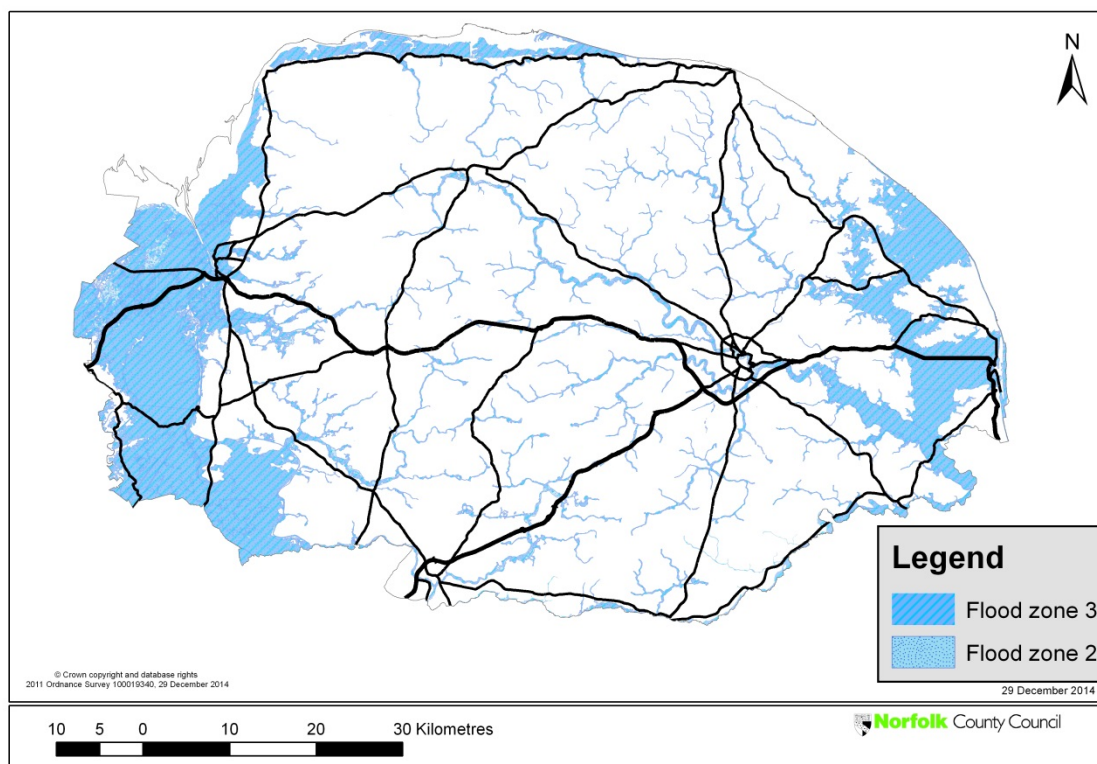 N
Legend
Flood zone 3
Flood zone 2
© Crown copyright and database rights
2011 Ordnance Survey 100019340, 29 December 2014
29 December 2014
10 5 0 10 20 30 Kilometres
Norfolk County Council